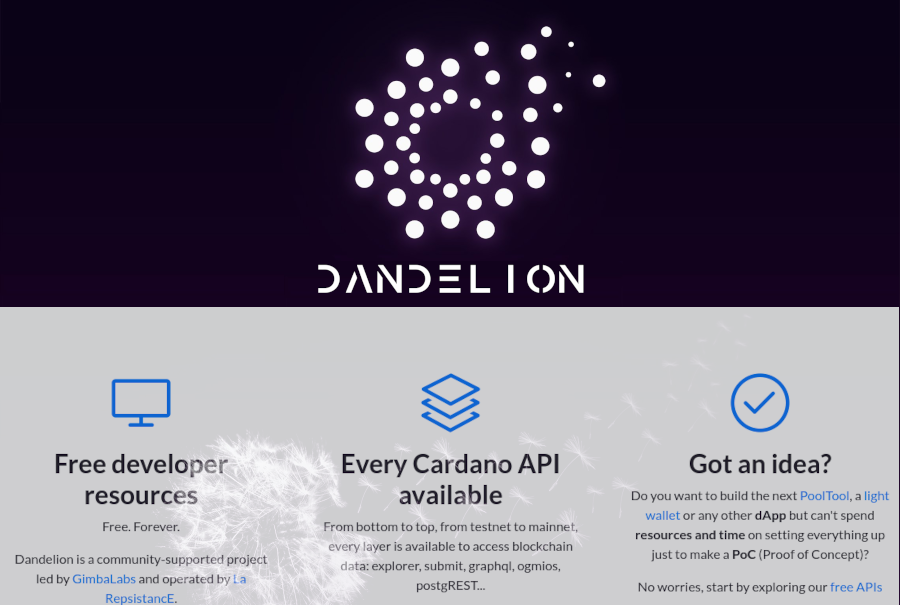 DANDELION
Free developer
resources
Free. Forever.
Dandelion is a community-supported project
led by GimbaLabs and operated by La
RepsistancE.
Every Cardano API
available
From bottom to top, from testnet to mainnet,
every layer is available to access blockchain
data: explorer, submit, graphql, ogmios,
postgREST...
Got an idea?
Do you want to build the next PoolTool, a light
wallet or any other dApp but can't spend
resources and time on setting everything up
just to make a PoC (Proof of Concept)?
No worries, start by exploring our free APIs